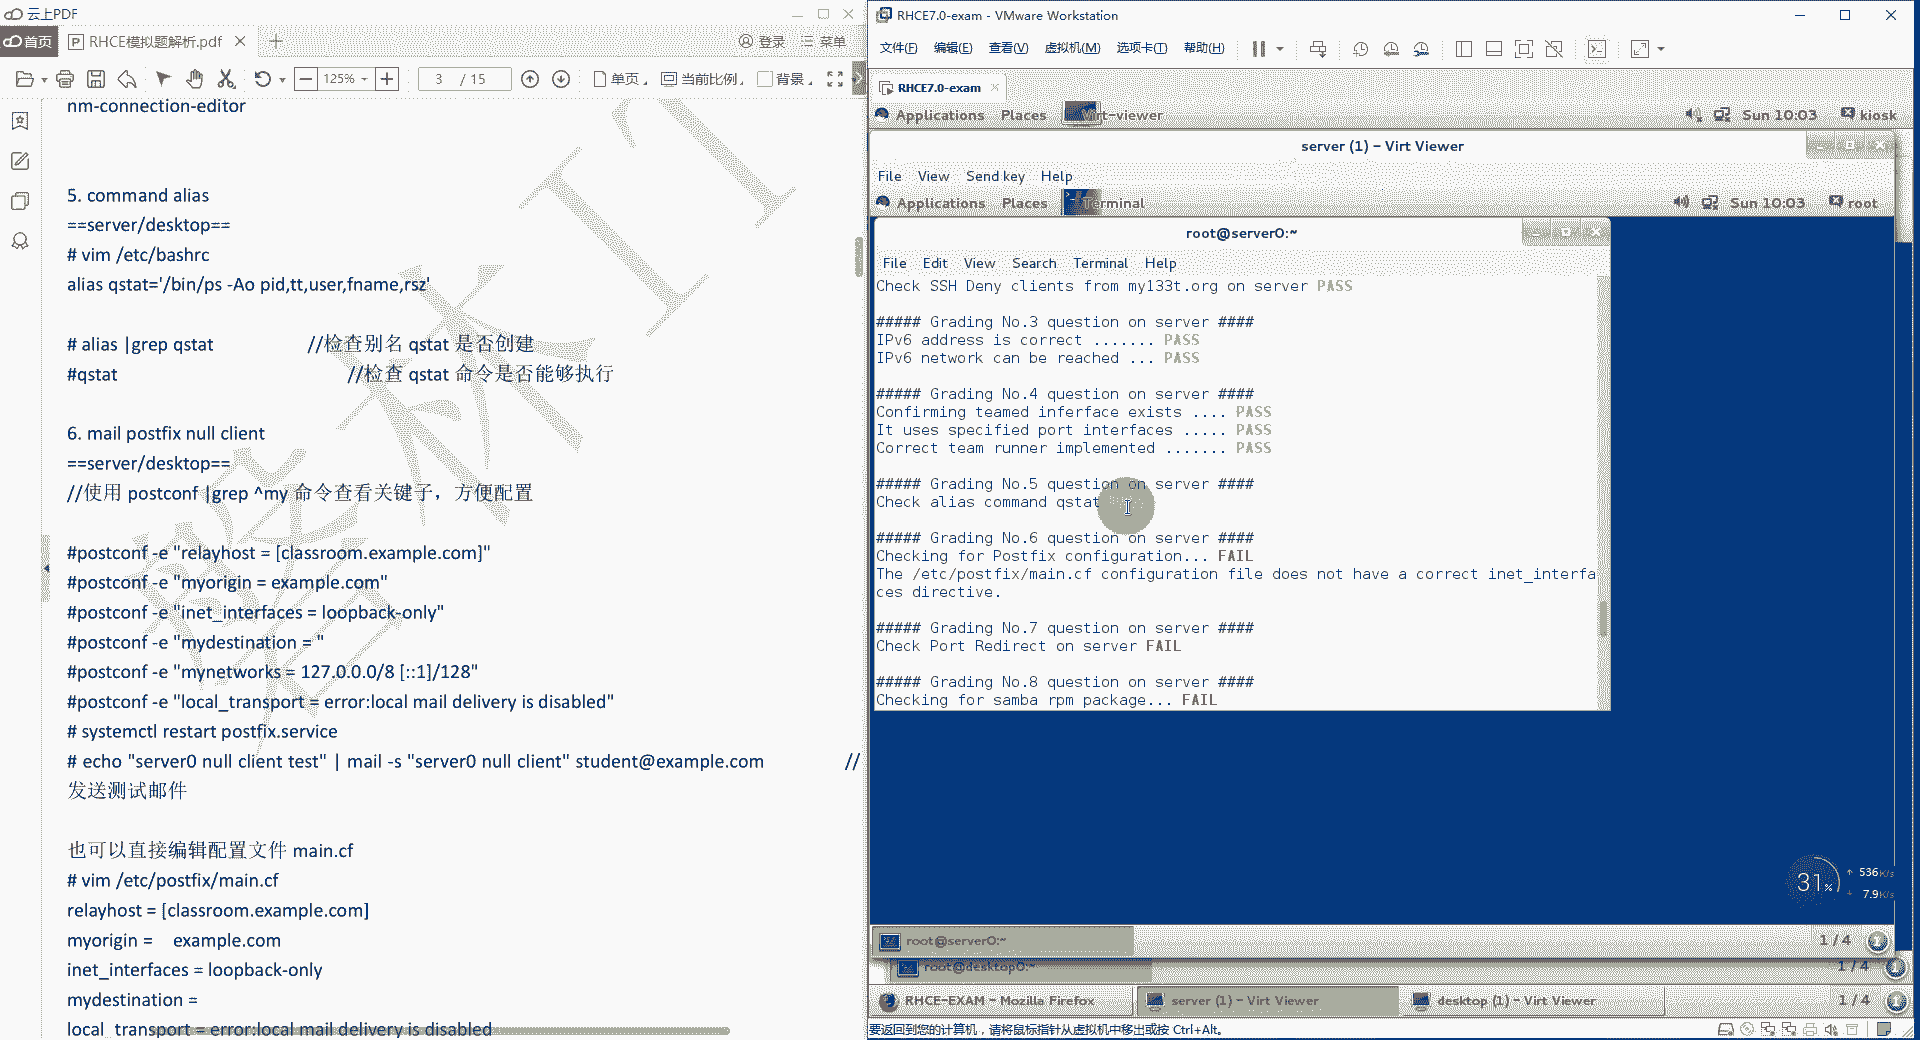 云上PDF
首页
RHCE模拟题解析.pdf
登录
菜单
125%
3 / 15
单页
当前比例
背景
nm-connection-editor
5. command alias
==server/desktop==
# vim /etc/bashrc
alias qstat='/bin/ps -Ao pid,tt,user,fname,rsz'
# alias |grep qstat //检查别名 qstat 是否创建
#qstat //检查 qstat 命令是否能够执行
6. mail postfix null client
==server/desktop==
//使用 postconf |grep ^my 命令查看关键子，方便配置
#postconf -e "relayhost = [classroom.example.com]"
#postconf -e "myorigin = example.com"
#postconf -e "inet_interfaces = loopback-only"
#postconf -e "mydestination = "
#postconf -e "mynetworks = 127.0.0.0/8 [::1]/128"
#postconf -e "local_transport = error:local mail delivery is disabled"
# systemctl restart postfix.service
# echo "server0 null client test" | mail -s "server0 null client" student@example.com //
发送测试邮件
也可以直接编辑配置文件 main.cf
# vim /etc/postfix/main.cf
relayhost = [classroom.example.com]
myorigin = example.com
inet_interfaces = loopback-only
mydestination =
local_transport = error:local mail delivery is disabled
RHCE7.0-exam - VMware Workstation
文件(F) 编辑(E) 查看(V) 虚拟机(M) 选项卡(T) 帮助(H)
RHCE7.0-exam
Applications Places Virt-viewer Sun 10:03 kiosk
server (1) - Virt Viewer
File View Send key Help
Applications Places Terminal Sun 10:03 root
root@server0:~
File Edit View Search Terminal Help
Check SSH Deny clients from my133t.org on server PASS
##### Grading No.3 question on server ####
IPv6 address is correct ....... PASS
IPv6 network can be reached ... PASS
##### Grading No.4 question on server ####
Confirming teamed inferface exists .... PASS
It uses specified port interfaces ..... PASS
Correct team runner implemented ....... PASS
##### Grading No.5 question on server ####
Check alias command qstat
##### Grading No.6 question on server ####
Checking for Postfix configuration... FAIL
The /etc/postfix/main.cf configuration file does not have a correct inet_interfa
ces directive.
##### Grading No.7 question on server ####
Check Port Redirect on server FAIL
##### Grading No.8 question on server ####
Checking for samba rpm package... FAIL
31%
536K/s
7.9K/s
root@server0:~ 1 / 4
root@desktop0:~ 1 / 4
RHCE-EXAM - Mozilla Firefox server (1) - Virt Viewer desktop (1) - Virt Viewer 1 / 4
要返回到您的计算机，请将鼠标指针从虚拟机中移出或按 Ctrl+Alt。